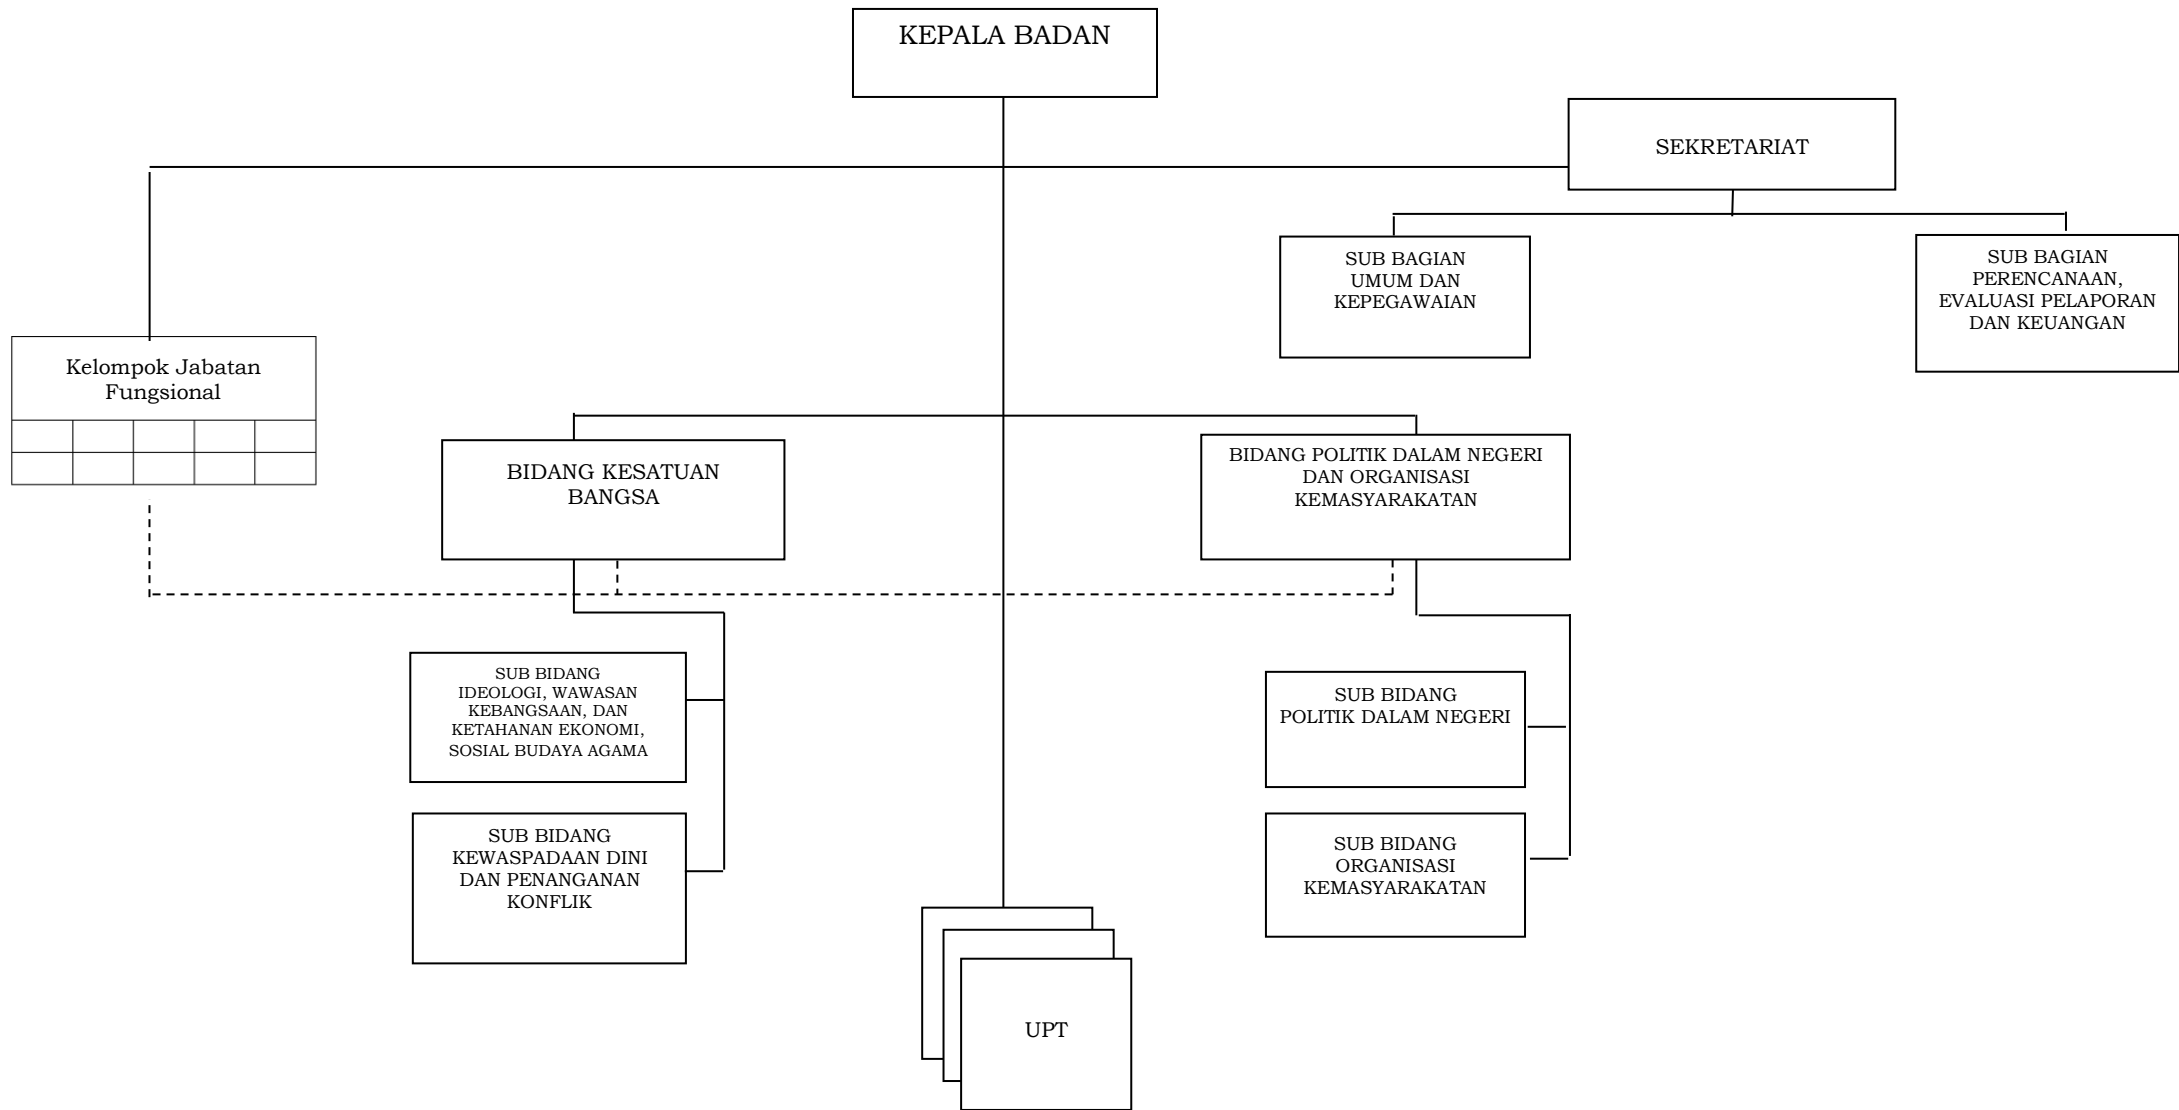 KEPALA BADAN
SEKRETARIAT
SUB BAGIAN
UMUM DAN
KEPEGAWAIAN
SUB BAGIAN
PERENCANAAN,
EVALUASI PELAPORAN
DAN KEUANGAN
Kelompok Jabatan
Fungsional
BIDANG KESATUAN
BANGSA
BIDANG POLITIK DALAM NEGERI
DAN ORGANISASI
KEMASYARAKATAN
SUB BIDANG
IDEOLOGI, WAWASAN
KEBANGSAAN, DAN
KETAHANAN EKONOMI,
SOSIAL BUDAYA AGAMA
SUB BIDANG
POLITIK DALAM NEGERI
SUB BIDANG
KEWASPADAAN DINI
DAN PENANGANAN
KONFLIK
SUB BIDANG
ORGANISASI
KEMASYARAKATAN
UPT